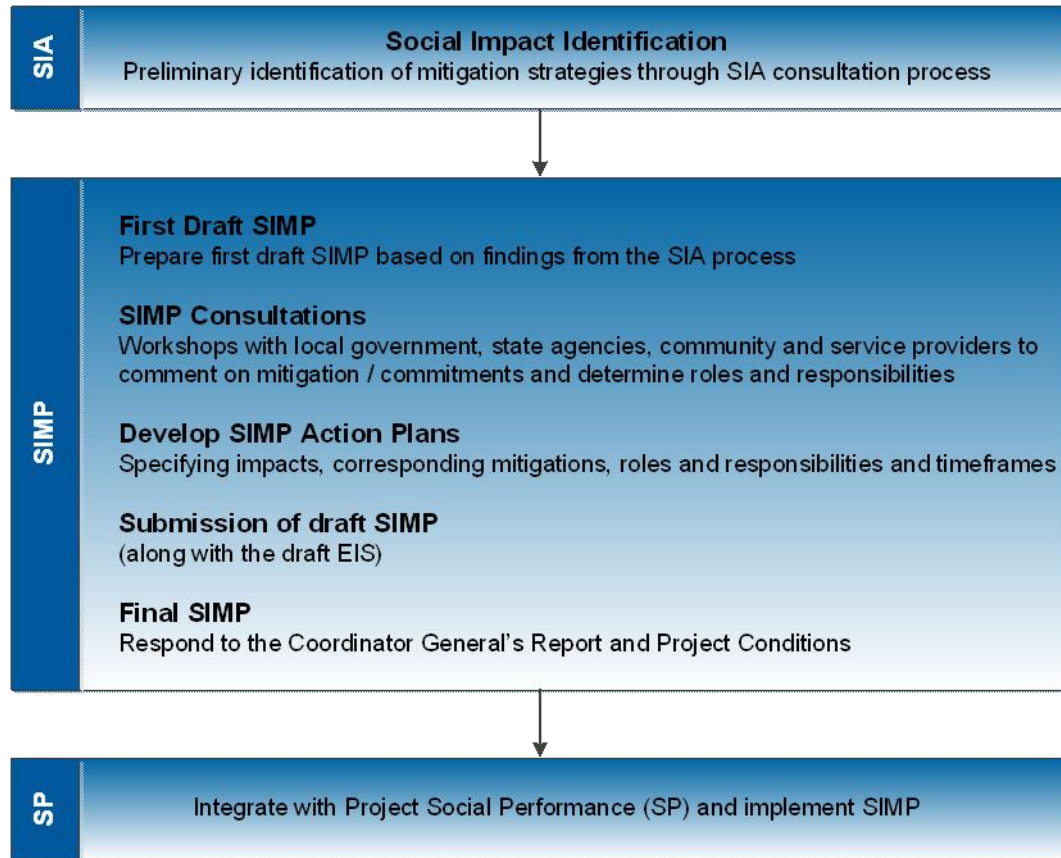 SIA
Social Impact Identification
Preliminary identification of mitigation strategies through SIA consultation process
SIMP
First Draft SIMP
Prepare first draft SIMP based on findings from the SIA process
SIMP Consultations
Workshops with local government, state agencies, community and service providers to
comment on mitigation / commitments and determine roles and responsibilities
Develop SIMP Action Plans
Specifying impacts, corresponding mitigations, roles and responsibilities and timeframes
Submission of draft SIMP
(along with the draft EIS)
Final SIMP
Respond to the Coordinator General's Report and Project Conditions
SP
Integrate with Project Social Performance (SP) and implement SIMP